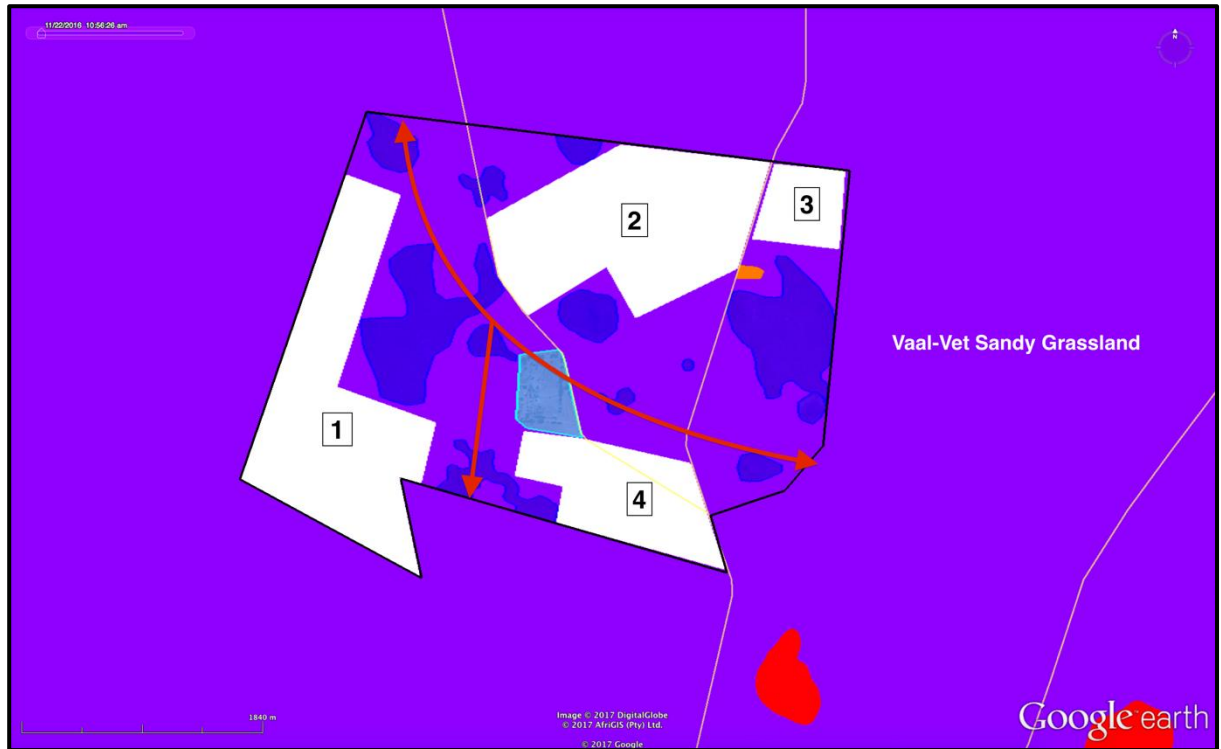 11/22/2016 10:56:26 am
N
2
3
Vaal-Vet Sandy Grassland
1
4
1840 m
Image © 2017 DigitalGlobe
© 2017 AfriGIS (Pty) Ltd.
© 2017 Google
Google earth